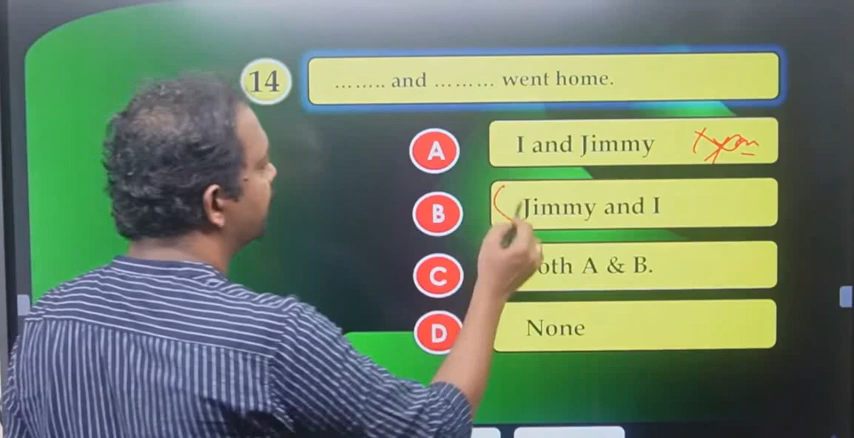 14
........ and ......... went home.
A
I and Jimmy
B
Jimmy and I
C
oth A & B.
D
None